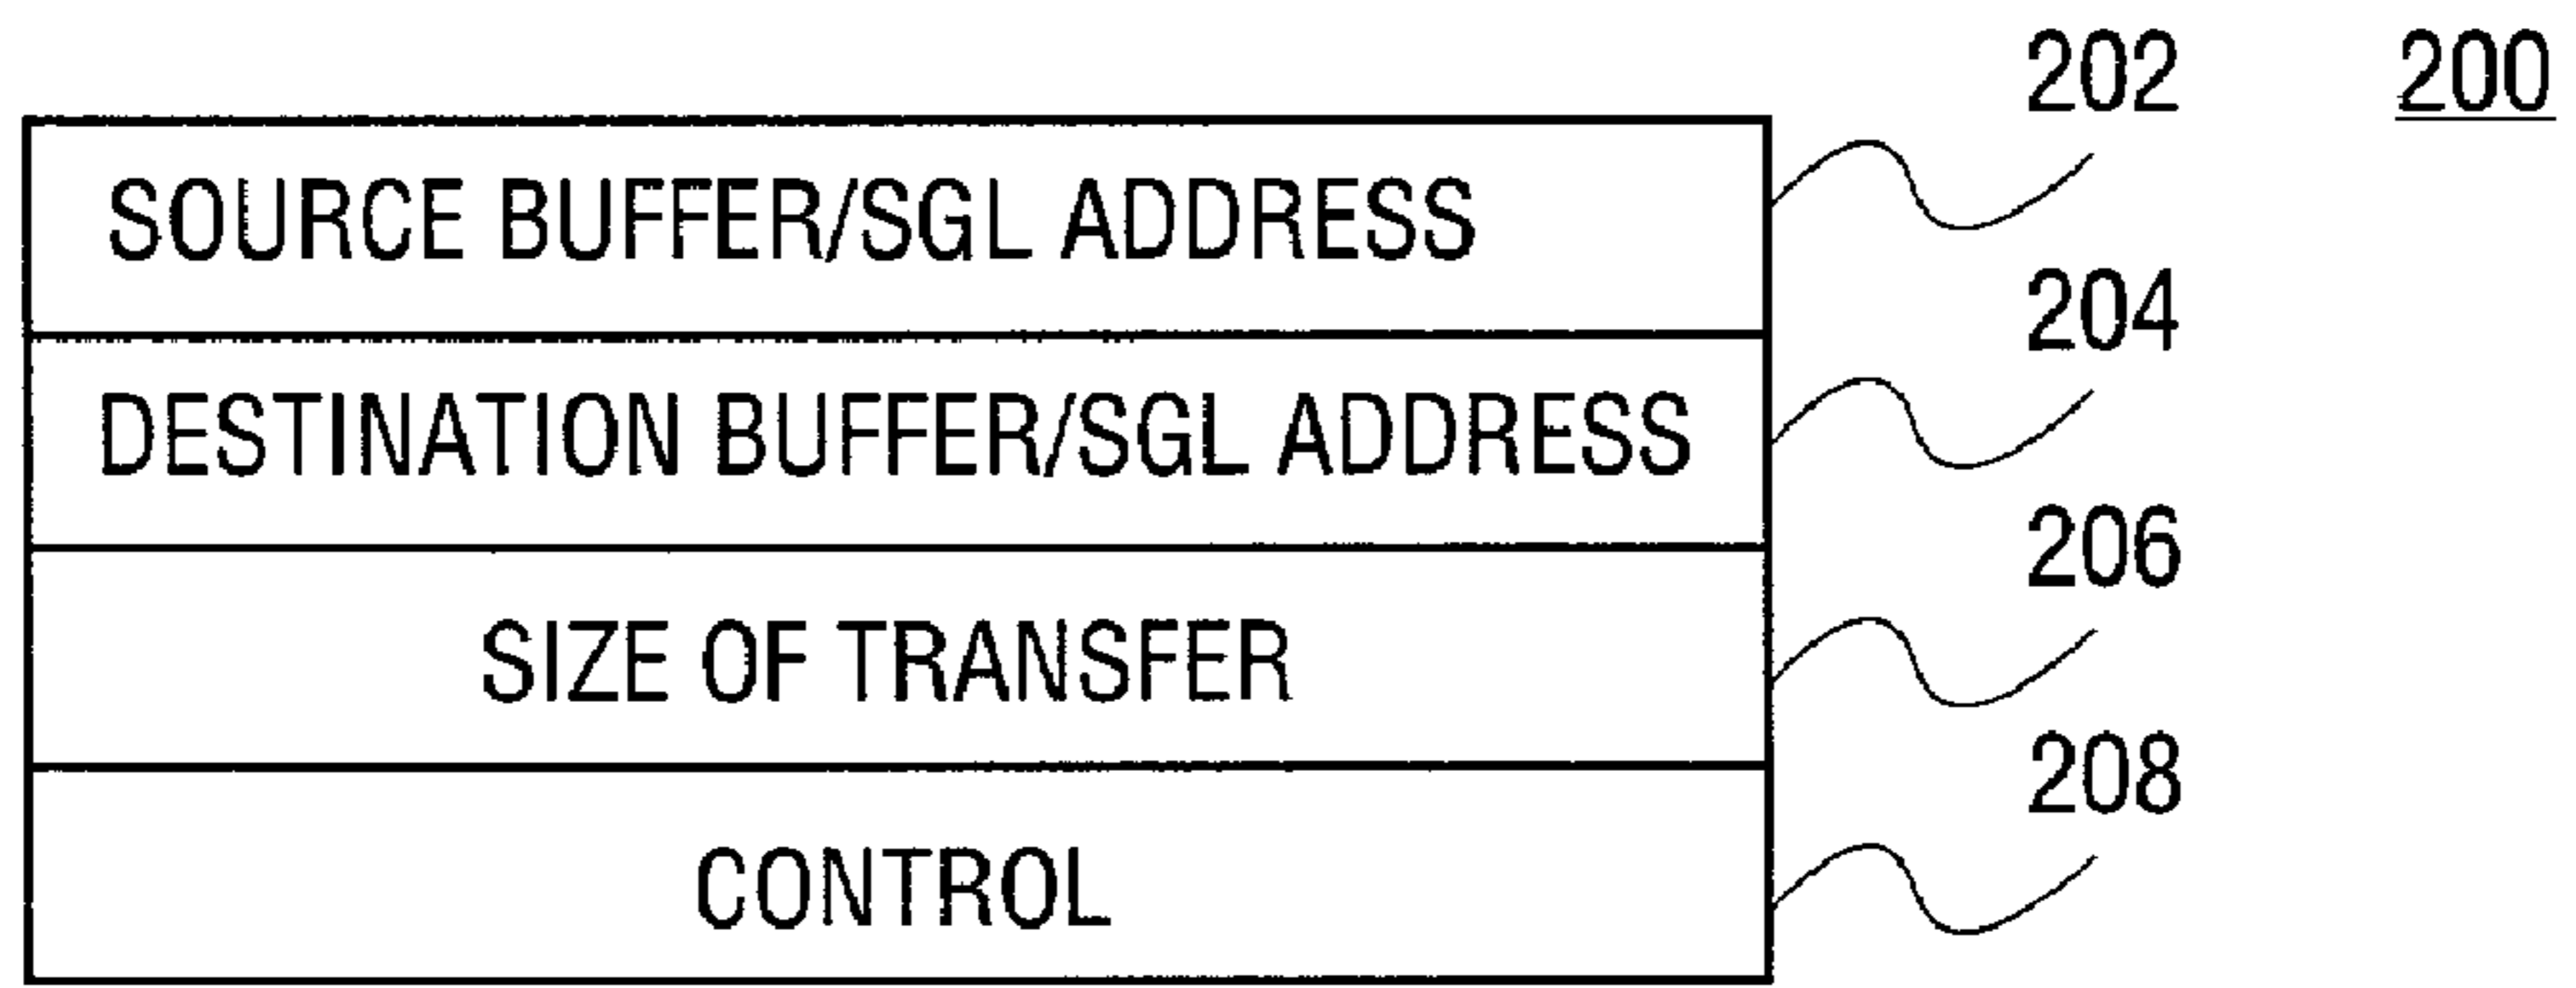 202
200
SOURCE BUFFER/SGL ADDRESS
204
DESTINATION BUFFER/SGL ADDRESS
206
SIZE OF TRANSFER
208
CONTROL